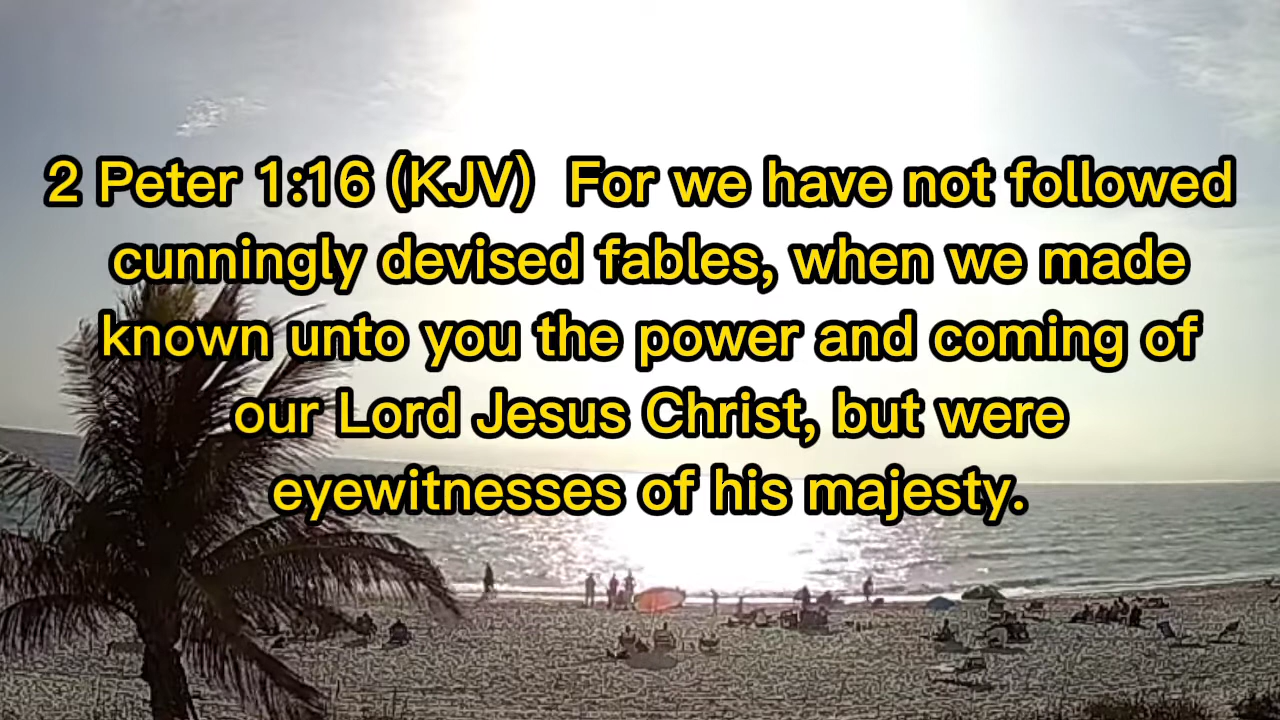 2 Peter 1:16 (KJV)  For we have not followed
cunningly devised fables, when we made
known unto you the power and coming of
our Lord Jesus Christ, but were
eyewitnesses of his majesty.